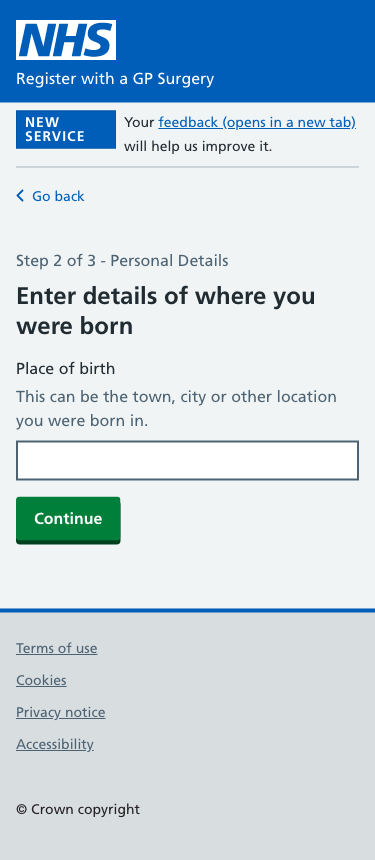 NHS
Register with a GP Surgery
NEW
SERVICE
Your feedback (opens in a new tab)
will help us improve it.
Go back
Step 2 of 3 - Personal Details
Enter details of where you
were born
Place of birth
This can be the town, city or other location
you were born in.
Continue
Terms of use
Cookies
Privacy notice
Accessibility
© Crown copyright